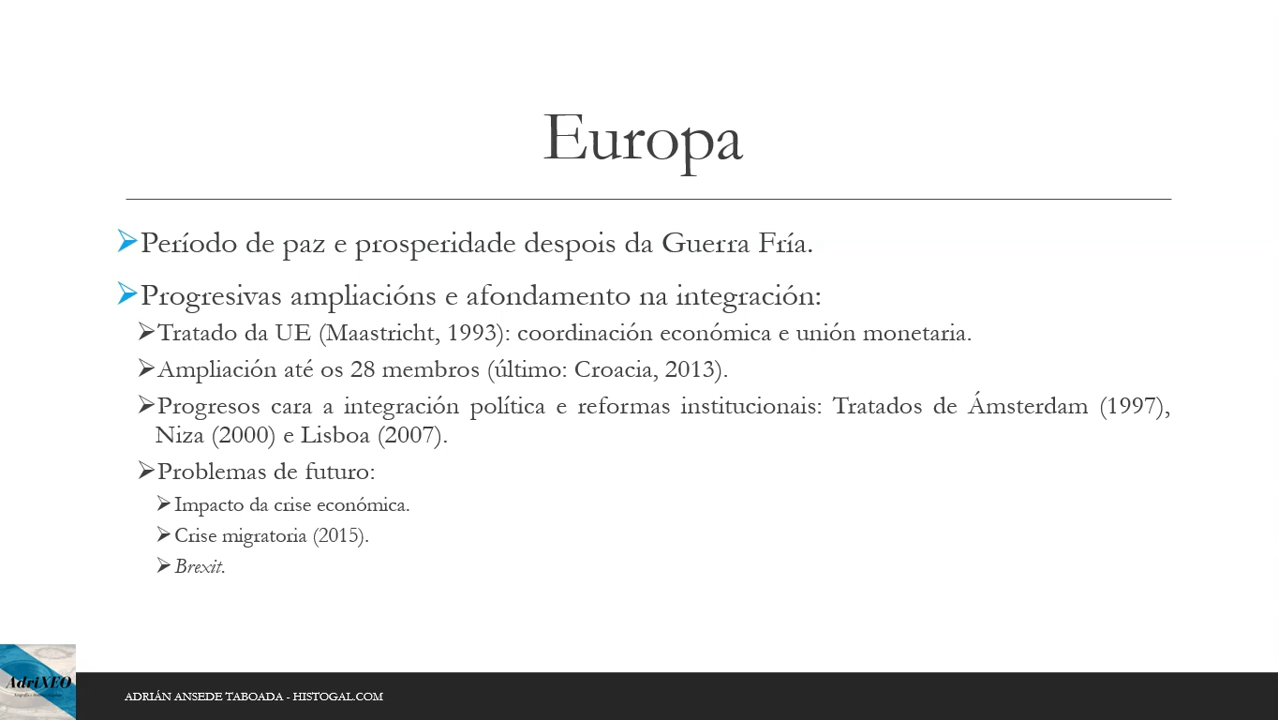 Europa
Período de paz e prosperidade despois da Guerra Fría.
Progresivas ampliacións e afondamento na integración:
Tratado da UE (Maastricht, 1993): coordinación económica e unión monetaria.
Ampliación até os 28 membros (último: Croacia, 2013).
Progresos cara a integración política e reformas institucionais: Tratados de Ámsterdam (1997),
Niza (2000) e Lisboa (2007).
Problemas de futuro:
Impacto da crise económica.
Crise migratoria (2015).
Brexit.
AdriXEO
ADRIÁN ANSEDE TABOADA - HISTOGAL.COM